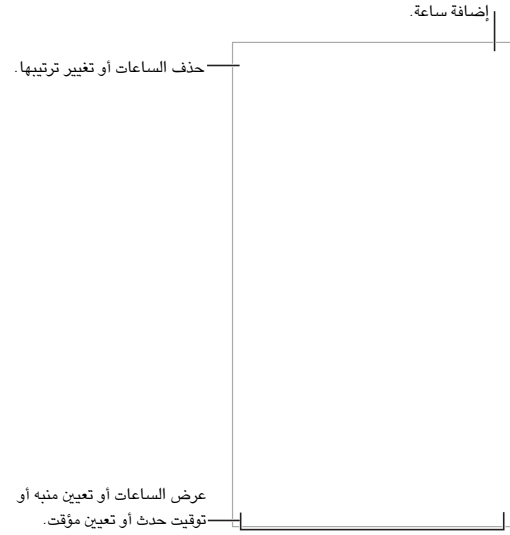 إضافة ساعة.
حذف الساعات أو تغيير ترتيبها.
عرض الساعات أو تعيين منبه أو
توقيت حدث أو تعيين مؤقت.